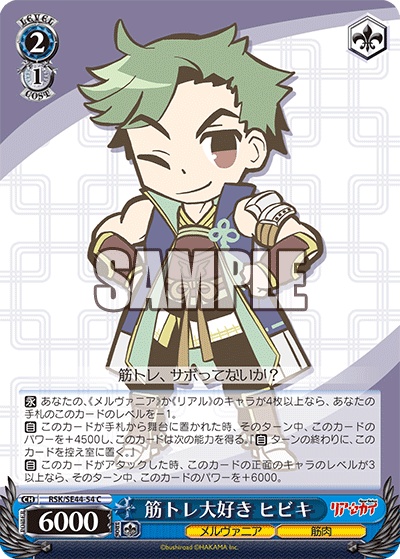 LEVEL
2
1
COST
SAMPLE
筋トレ、サボってないか!?
【永】 あなたの、《メルヴァニア》か《リアル》のキャラが4枚以上なら、あなたの
手札のこのカードのレベルを－1。
【自】 このカードが手札から舞台に置かれた時、そのターン中、このカードの
パワーを＋4500し、このカードは次の能力を得る。『【自】 ターンの終わりに、この
カードを控え室に置く。』
【自】 このカードがアタックした時、このカードの正面のキャラのレベルが3
以上なら、そのターン中、このカードのパワーを＋6000。
CH RSK/SE44-54 C
POWER
6000
筋トレ大好き ヒビキ
リアセカイ
メルヴァニア
筋肉
©bushiroad ©HAKAMA Inc.